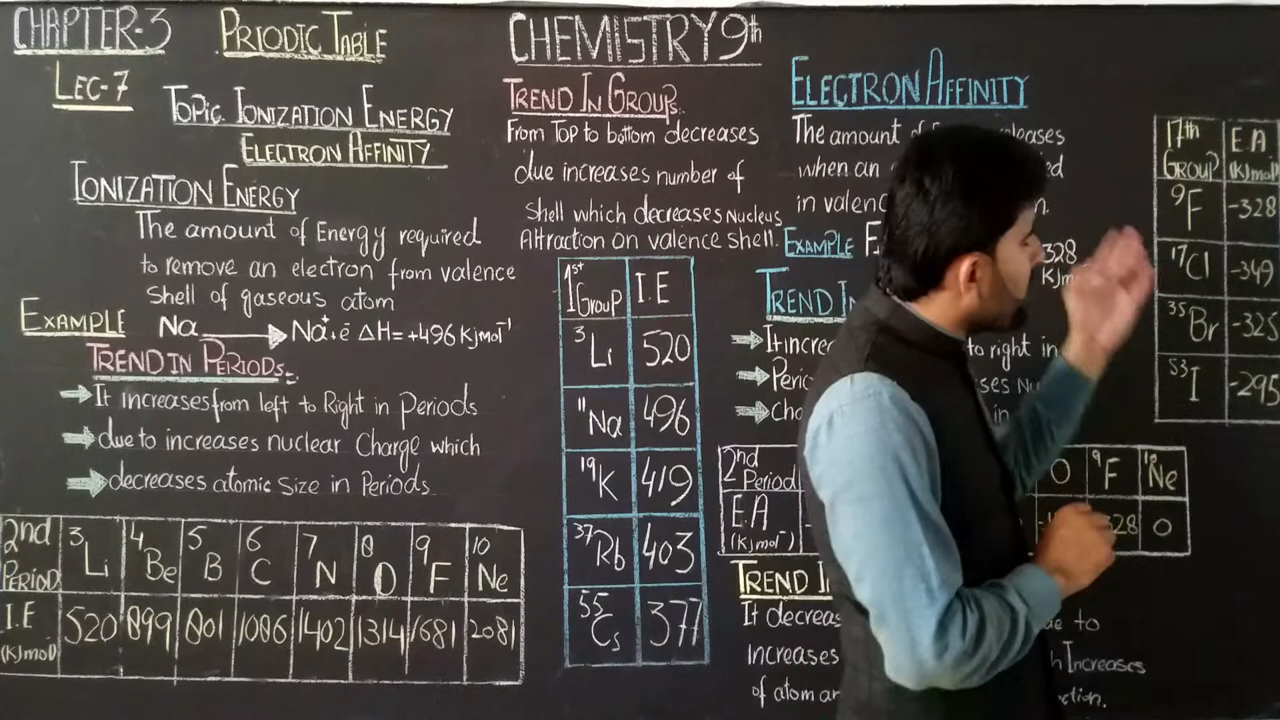 CHAPTER-3
PRIODIC TABLE
LEC-7
TOPIC IONIZATION ENERGY
ELECTRON AFFINITY
IONIZATION ENERGY
The amount of Energy required
to remove an electron from valence
Shell of gaseous atom
EXAMPLE Na → Na⁺ + ē ΔH=+496 Kjmol⁻¹
TREND IN PERIODS:-
⇒ It increases from left to Right in periods
⇒ due to increases nuclear Charge which
⇒ decreases atomic Size in Periods.
2nd PERIOD 3Li 4Be 5B 6C 7N 8O 9F 10Ne
I.E (KJmol) 520 899 801 1086 1402 1314 1681 2081
CHEMISTRY 9th
TREND IN GROUP:.
From Top to bottom decreases
due increases number of
Shell which decreases Nucleus
Attraction on valence shell.
1st GROUP I.E
3Li 520
11Na 496
19K 419
37Rb 403
55Cs 377
ELECTRON AFFINITY
The amount of
when an
in valenc
EXAMPLE F 328
KJm
TREND IN
⇒ It increa to right in
⇒ Peric ses Nu
⇒ cha in
2nd Period O 9F 10Ne
E.A (KJmol⁻¹) 328 0
TREND I
It decreas to
increases h Increases
of atom ar ction.
17th GROUP E.A (KJmol)
9F -328
17Cl -349
35Br -325
53I -295